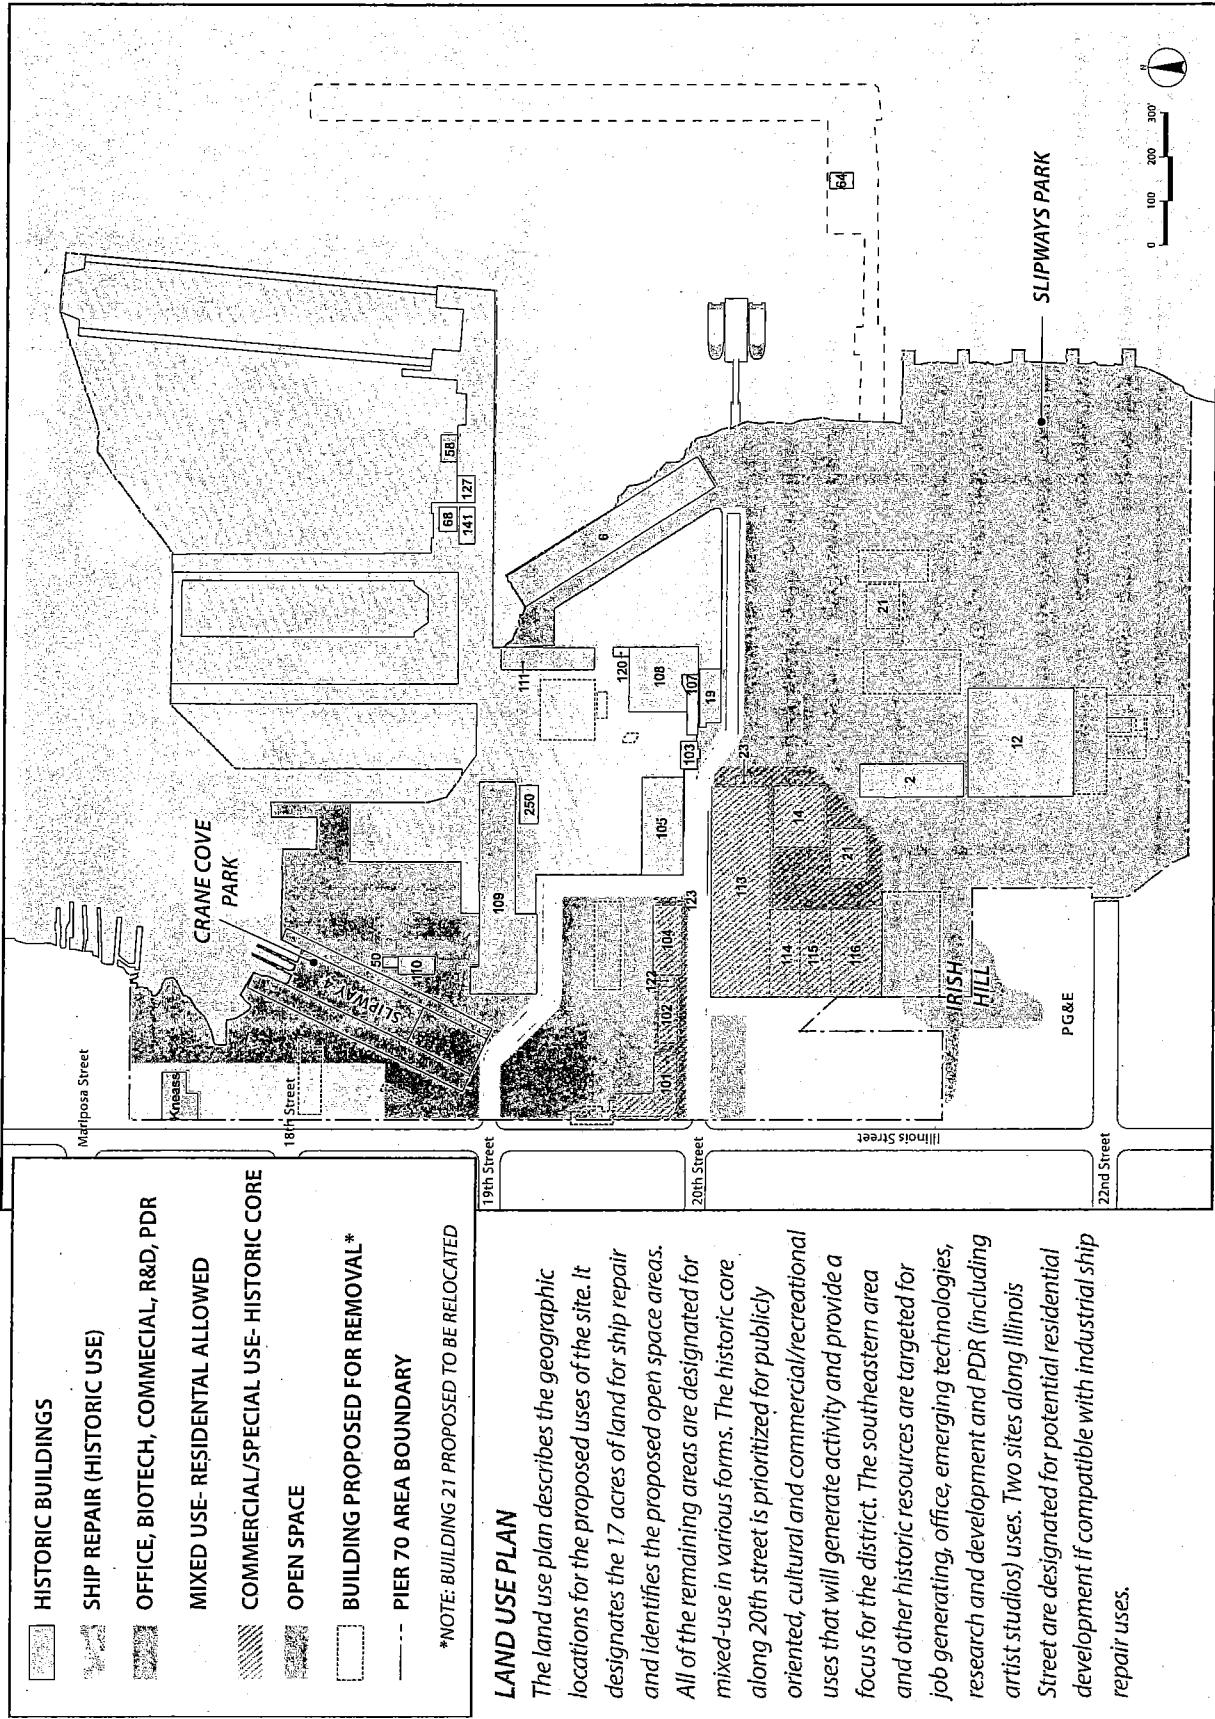 HISTORIC BUILDINGS
SHIP REPAIR (HISTORIC USE)
OFFICE, BIOTECH, COMMECIAL, R&D, PDR
MIXED USE- RESIDENTAL ALLOWED
COMMERCIAL/SPECIAL USE- HISTORIC CORE
OPEN SPACE
BUILDING PROPOSED FOR REMOVAL*
PIER 70 AREA BOUNDARY
*NOTE: BUILDING 21 PROPOSED TO BE RELOCATED
LAND USE PLAN
The land use plan describes the geographic
locations for the proposed uses of the site. It
designates the 17 acres of land for ship repair
and identifies the proposed open space areas.
All of the remaining areas are designated for
mixed-use in various forms. The historic core
along 20th street is prioritized for publicly
oriented, cultural and commercial/recreational
uses that will generate activity and provide a
focus for the district. The southeastern area
and other historic resources are targeted for
job generating, office, emerging technologies,
research and development and PDR (including
artist studios) uses. Two sites along Illinois
Street are designated for potential residential
development if compatible with industrial ship
repair uses.
Mariposa Street
Kneass
18th Street
CRANE COVE
PARK
SLIPWAY 4
50
110
109
250
68
141
127
58
19th Street
111
6
120
108
107
19
103
105
101
102
122
104
123
20th Street
113
23
114
115
116
14
21
2
12
21
64
Illinois Street
IRISH
HILL
PG&E
22nd Street
SLIPWAYS PARK
0
100
200
300'
N